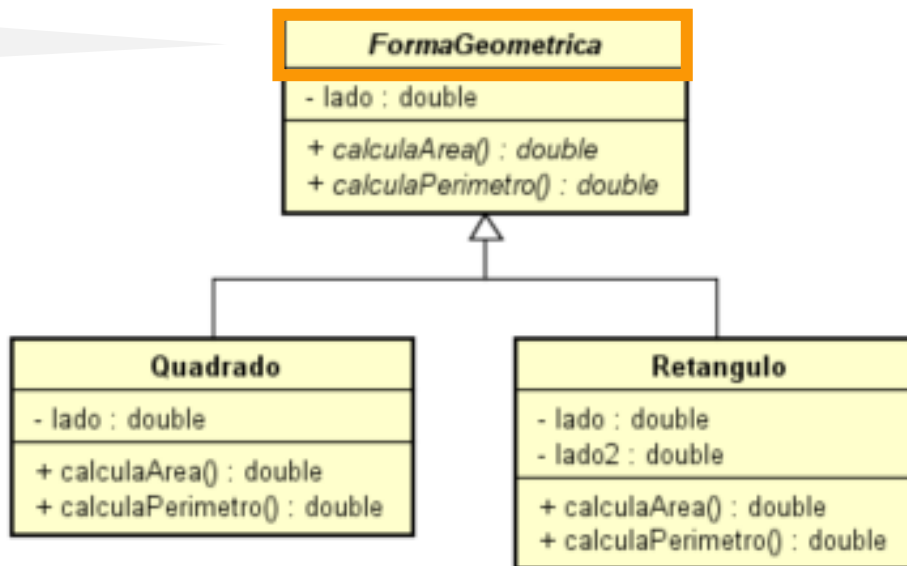 FormaGeometrica
- lado : double
+ calculaArea() : double
+ calculaPerimetro() : double
Quadrado
- lado : double
+ calculaArea() : double
+ calculaPerimetro() : double
Retangulo
- lado : double
- lado2 : double
+ calculaArea() : double
+ calculaPerimetro() : double